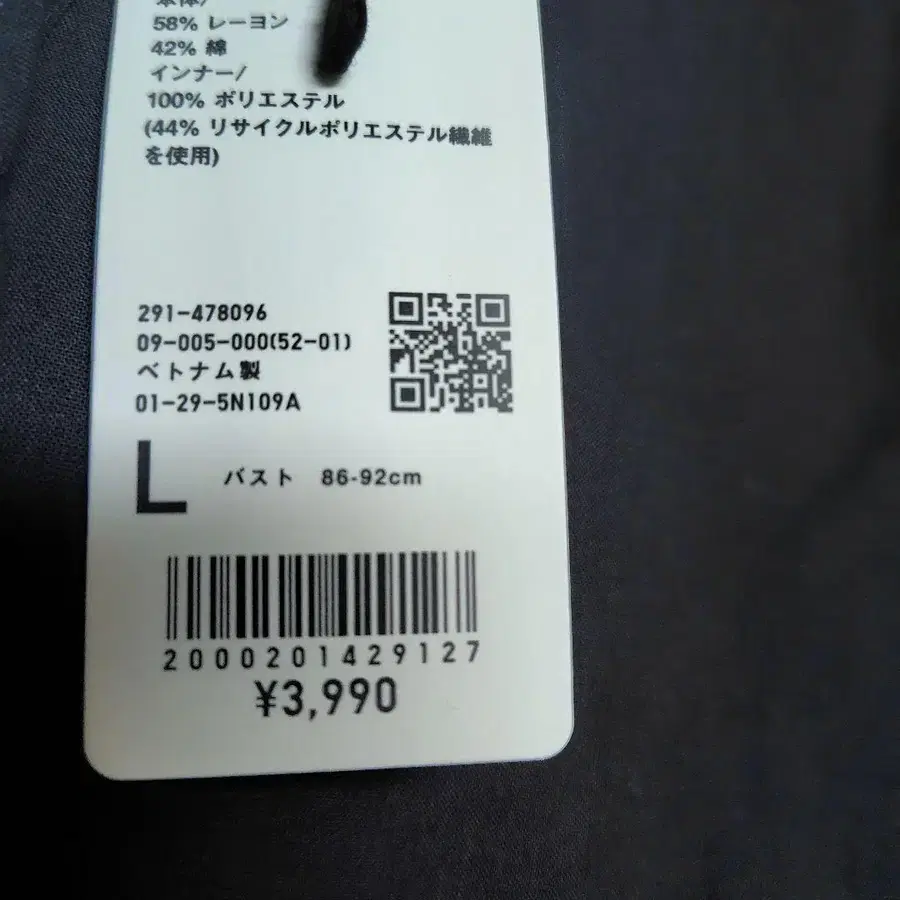 本体/
58% レーヨン
42% 綿
インナー/
100% ポリエステル
(44% リサイクルポリエステル繊維
を使用)
291-478096
09-005-000(52-01)
ベトナム製
01-29-5N109A
L バスト 86-92cm
2000201429127
¥3,990